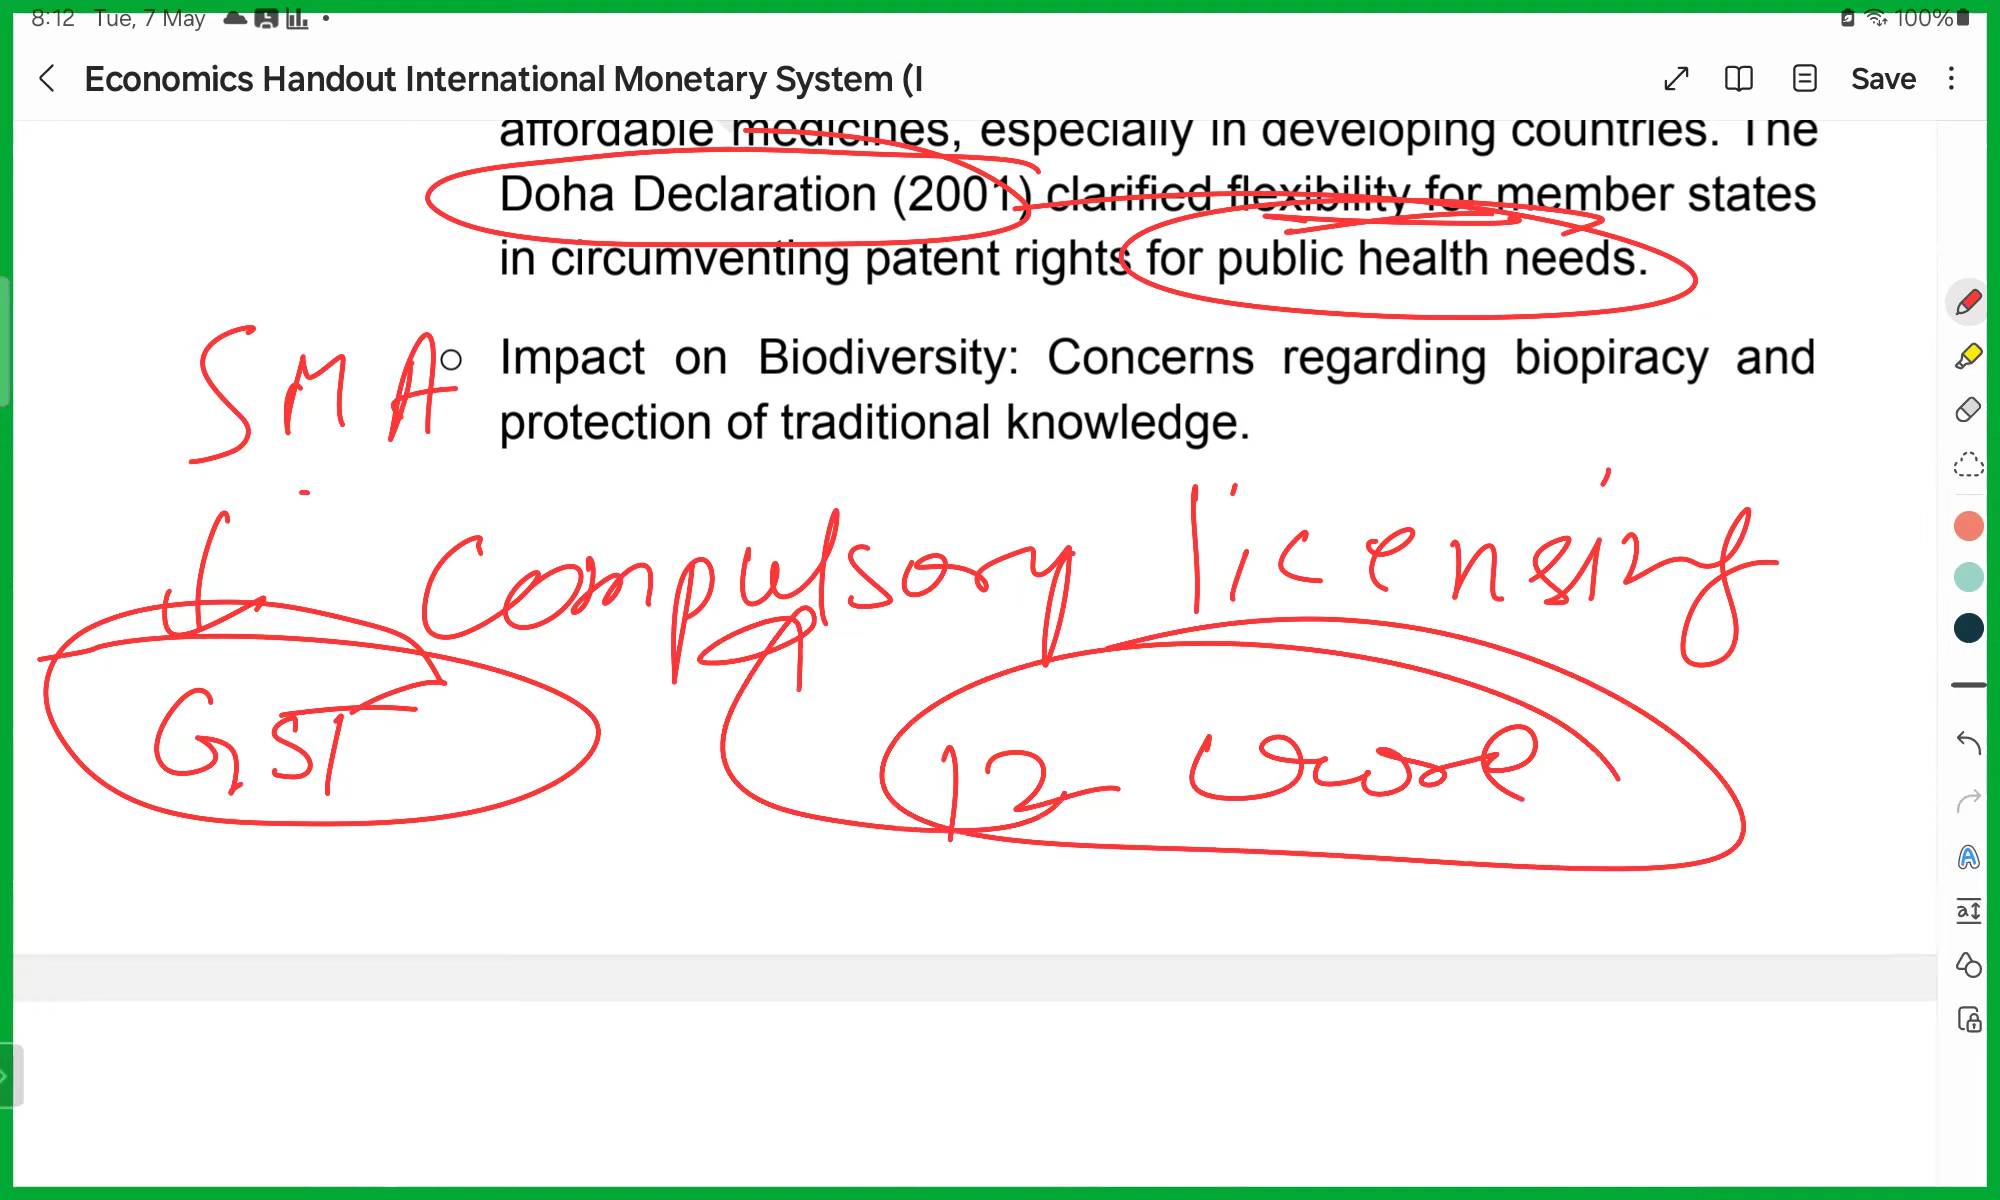 8:12 Tue, 7 May
100%
Economics Handout International Monetary System (I
Save
affordable medicines, especially in developing countries. The
Doha Declaration (2001) clarified flexibility for member states
in circumventing patent rights for public health needs.
SMA
○ Impact on Biodiversity: Concerns regarding biopiracy and
protection of traditional knowledge.
Compulsory licensing
GST
12